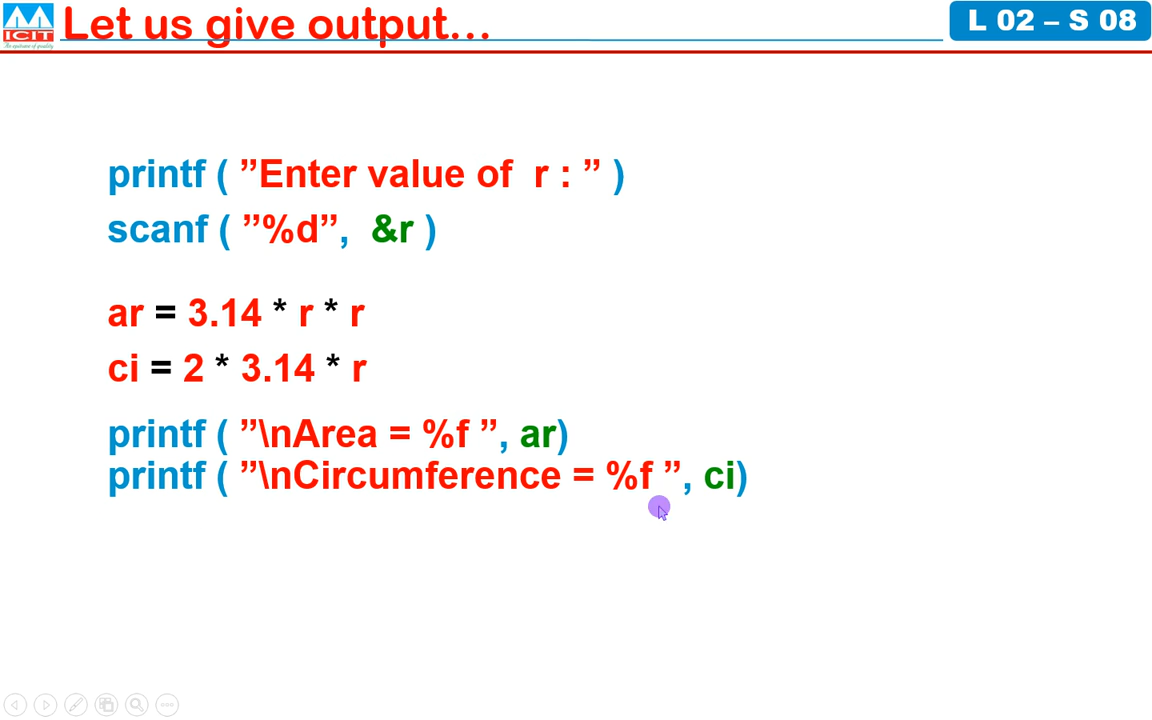 ICIT
Let us give output...
L 02 – S 08
printf ( ”Enter value of r : ” )
scanf ( ”%d”, &r )
ar = 3.14 * r * r
ci = 2 * 3.14 * r
printf ( ”\nArea = %f ”, ar)
printf ( ”\nCircumference = %f ”, ci)